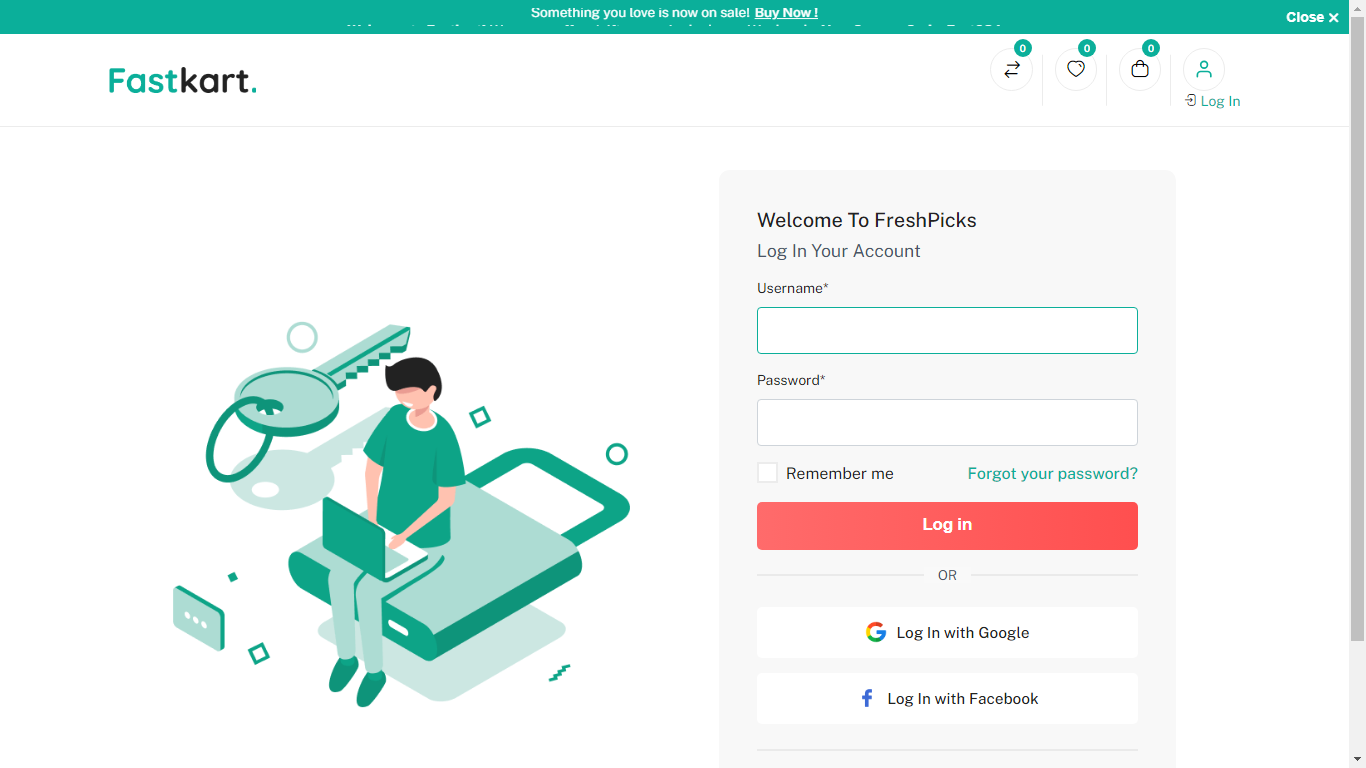 Something you love is now on sale! Buy Now !
Close ×
Fastkart.
0
0
0
Log In
Welcome To FreshPicks
Log In Your Account
Username*
Password*
Remember me
Forgot your password?
Log in
OR
Log In with Google
Log In with Facebook